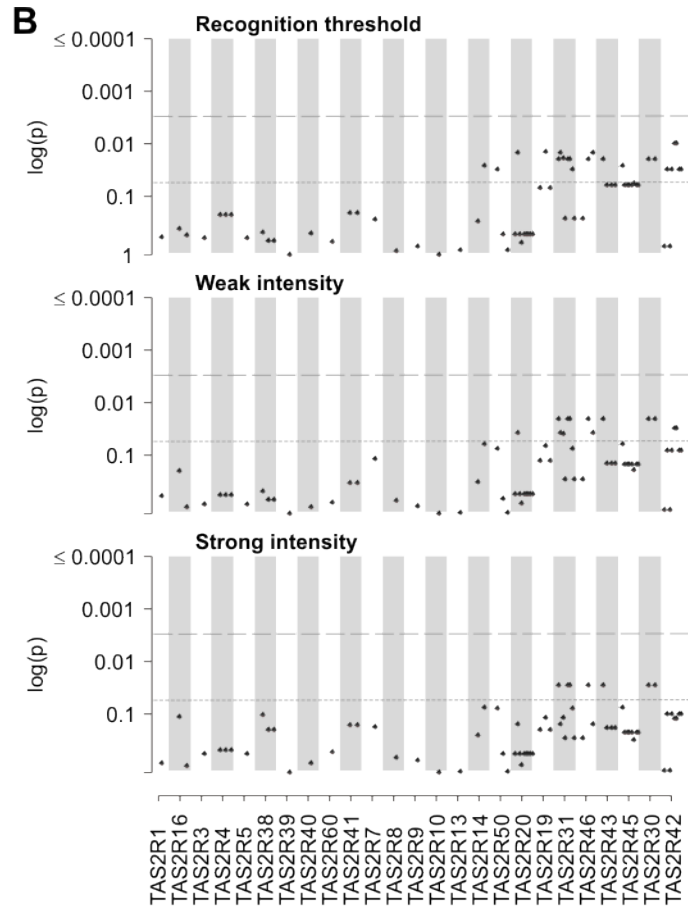 B
Recognition threshold
≤ 0.0001
0.001
0.01
0.1
1
log(p)
Weak intensity
≤ 0.0001
0.001
0.01
0.1
log(p)
Strong intensity
≤ 0.0001
0.001
0.01
0.1
log(p)
TAS2R1
TAS2R16
TAS2R3
TAS2R4
TAS2R5
TAS2R38
TAS2R39
TAS2R40
TAS2R60
TAS2R41
TAS2R7
TAS2R8
TAS2R9
TAS2R10
TAS2R13
TAS2R14
TAS2R50
TAS2R20
TAS2R19
TAS2R31
TAS2R46
TAS2R43
TAS2R45
TAS2R30
TAS2R42